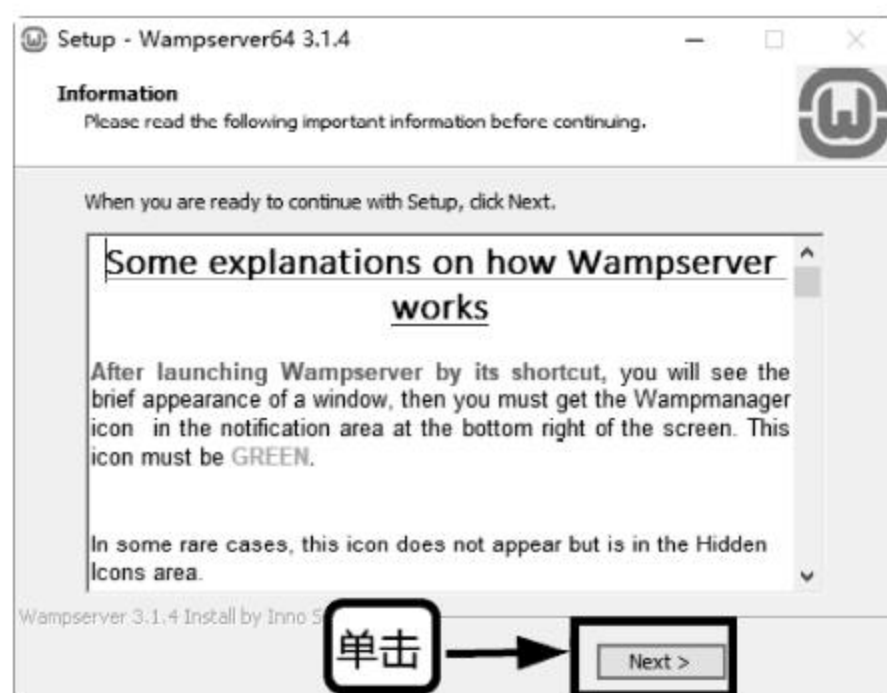 Setup - Wampserver64 3.1.4
Information
Please read the following important information before continuing.
When you are ready to continue with Setup, click Next.
Some explanations on how Wampserver
works
After launching Wampserver by its shortcut, you will see the
brief appearance of a window, then you must get the Wampmanager
icon in the notification area at the bottom right of the screen. This
icon must be GREEN.
In some rare cases, this icon does not appear but is in the Hidden
Icons area.
Wampserver 3.1.4 Install by Inno S
单击
Next >